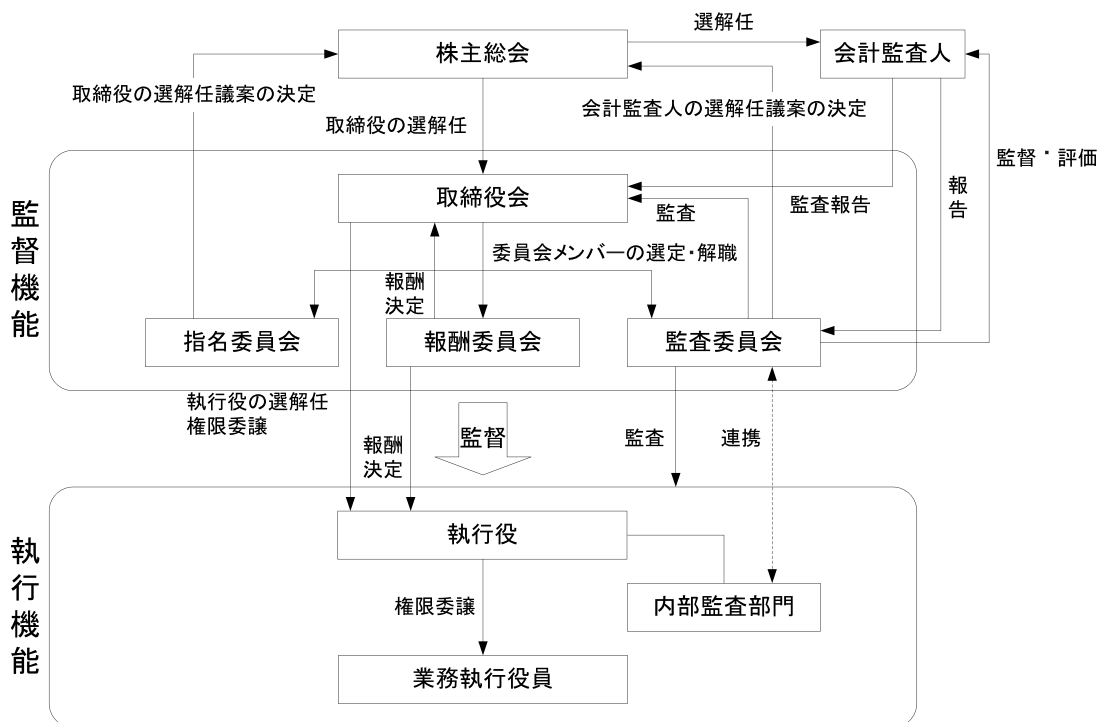 選解任
株主総会
会計監査人
取締役の選解任議案の決定
会計監査人の選解任議案の決定
取締役の選解任
監督・評価
監督機能
取締役会
監査
監査報告
報告
委員会メンバーの選定・解職
報酬
決定
指名委員会
報酬委員会
監査委員会
執行役の選解任
権限委譲
報酬
決定
監督
監査
連携
執行機能
執行役
内部監査部門
権限委譲
業務執行役員